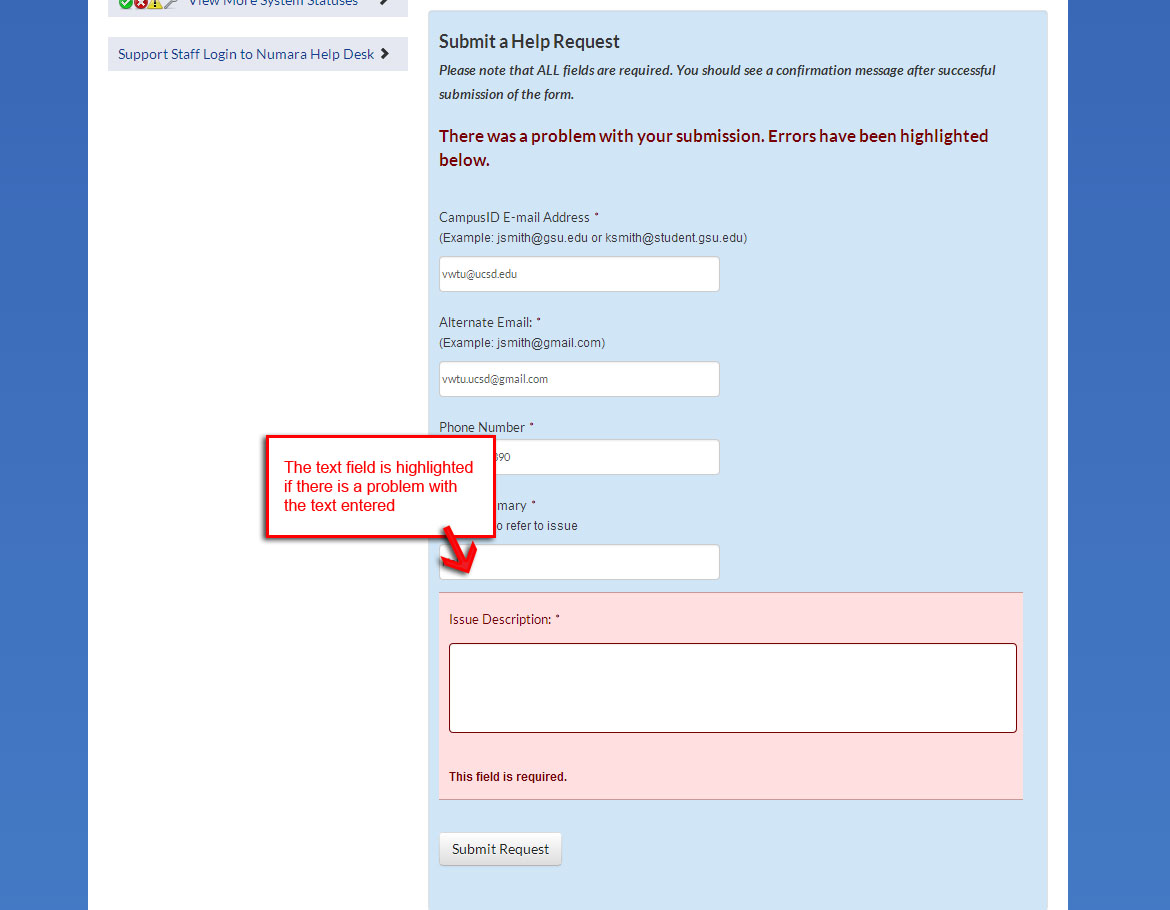 View More System Statuses
Support Staff Login to Numara Help Desk
Submit a Help Request
Please note that ALL fields are required. You should see a confirmation message after successful
submission of the form.
There was a problem with your submission. Errors have been highlighted
below.
CampusID E-mail Address *
(Example: jsmith@gsu.edu or ksmith@student.gsu.edu)
vwtu@ucsd.edu
Alternate Email: *
(Example: jsmith@gmail.com)
vwtu.ucsd@gmail.com
Phone Number *
890
The text field is highlighted
if there is a problem with
the text entered
mary *
o refer to issue
Issue Description: *
This field is required.
Submit Request